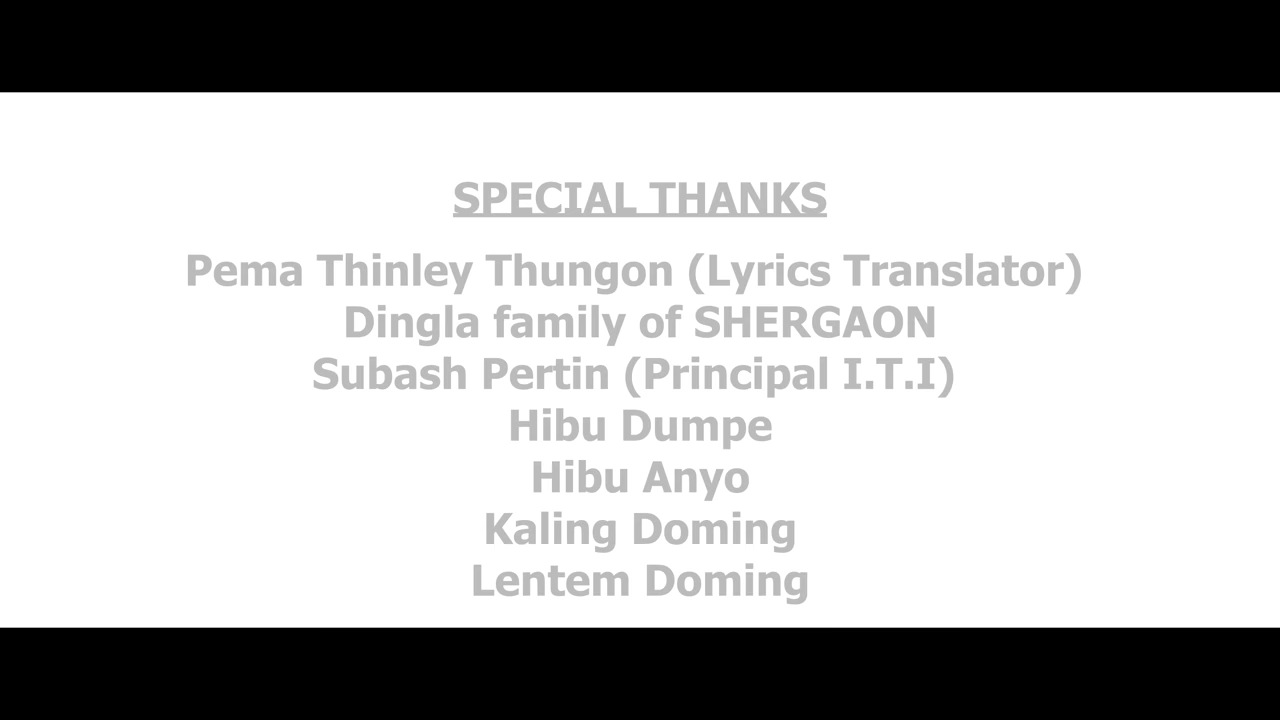 SPECIAL THANKS
Pema Thinley Thungon (Lyrics Translator)
Dingla family of SHERGAON
Subash Pertin (Principal I.T.I)
Hibu Dumpe
Hibu Anyo
Kaling Doming
Lentem Doming